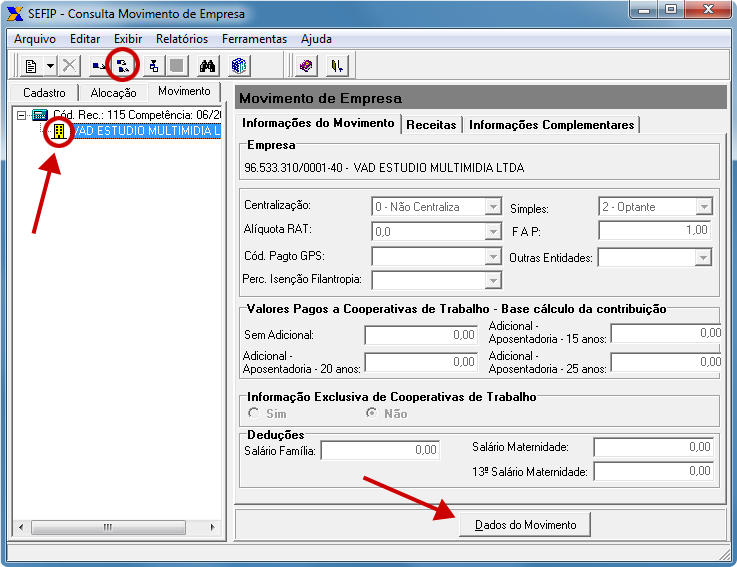 SEFIP - Consulta Movimento de Empresa
Arquivo Editar Exibir Relatórios Ferramentas Ajuda
Cadastro Alocação Movimento
Cód. Rec.: 115 Competência: 06/20
VAD ESTUDIO MULTIMIDIA L
Movimento de Empresa
Informações do Movimento Receitas Informações Complementares
Empresa
96.533.310/0001-40 - VAD ESTUDIO MULTIMIDIA LTDA
Centralização: 0 - Não Centraliza Simples: 2 - Optante
Alíquota RAT: 0,0 F A P: 1,00
Cód. Pagto GPS: Outras Entidades:
Perc. Isenção Filantropia:
Valores Pagos a Cooperativas de Trabalho - Base cálculo da contribuição
Sem Adicional: 0,00 Adicional -
Aposentadoria - 15 anos: 0,00
Adicional -
Aposentadoria - 20 anos: 0,00 Adicional -
Aposentadoria - 25 anos: 0,00
Informação Exclusiva de Cooperativas de Trabalho
Sim Não
Deduções
Salário Família: 0,00 Salário Maternidade: 0,00
13º Salário Maternidade: 0,00
Dados do Movimento